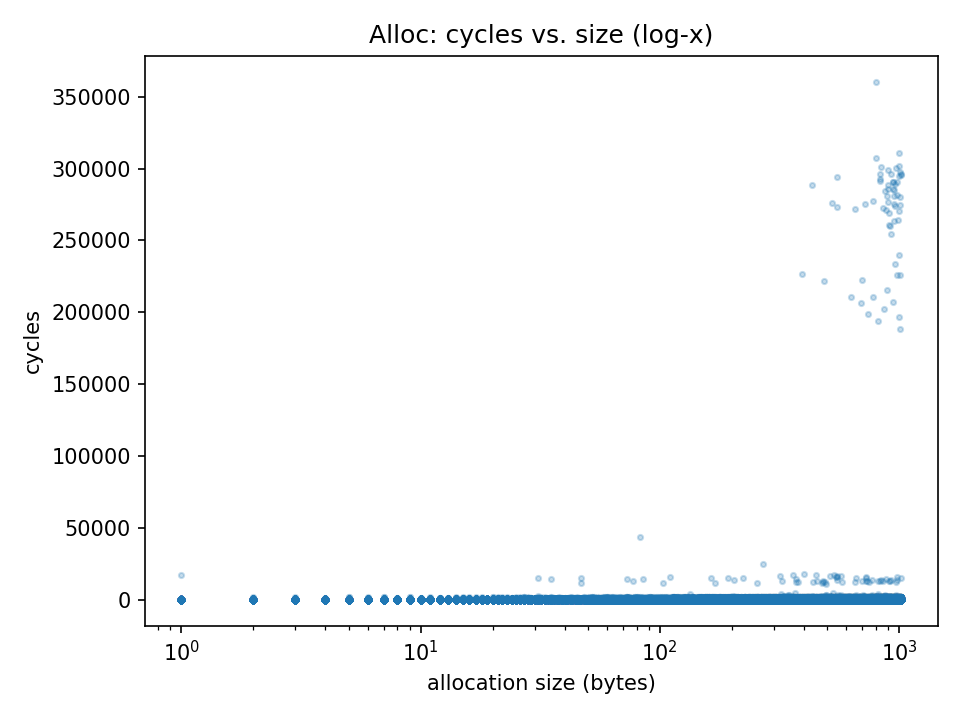 Alloc: cycles vs. size (log-x)
350000
300000
250000
200000
150000
100000
50000
0
cycles
10⁰ 10¹ 10² 10³
allocation size (bytes)